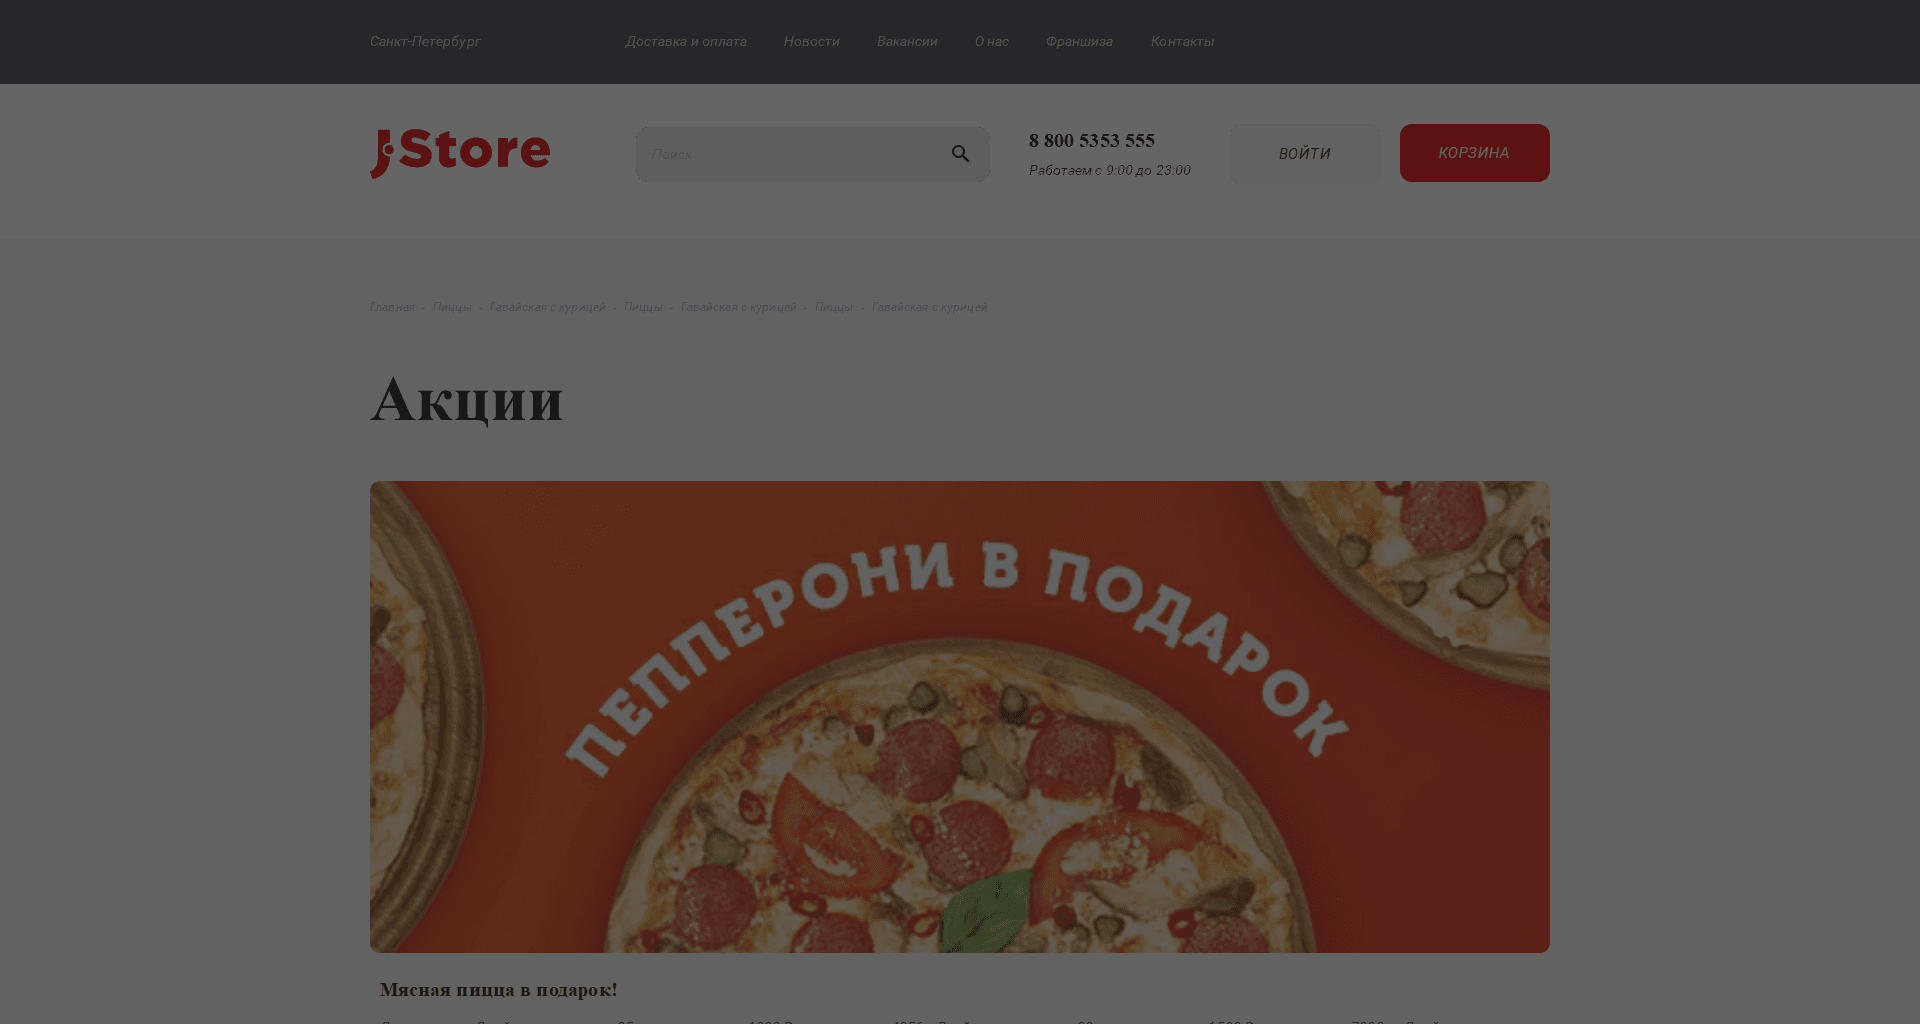 Санкт-Петербург Доставка и оплата Новости Вакансии О нас Франшиза Контакты
JStore
Поиск
8 800 5353 555
Работаем с 9:00 до 23:00
ВОЙТИ
КОРЗИНА
Главная - Пиццы - Гавайская с курицей - Пиццы - Гавайская с курицей - Пиццы - Гавайская с курицей
Акции
ПЕППЕРОНИ В ПОДАРОК
Мясная пицца в подарок!